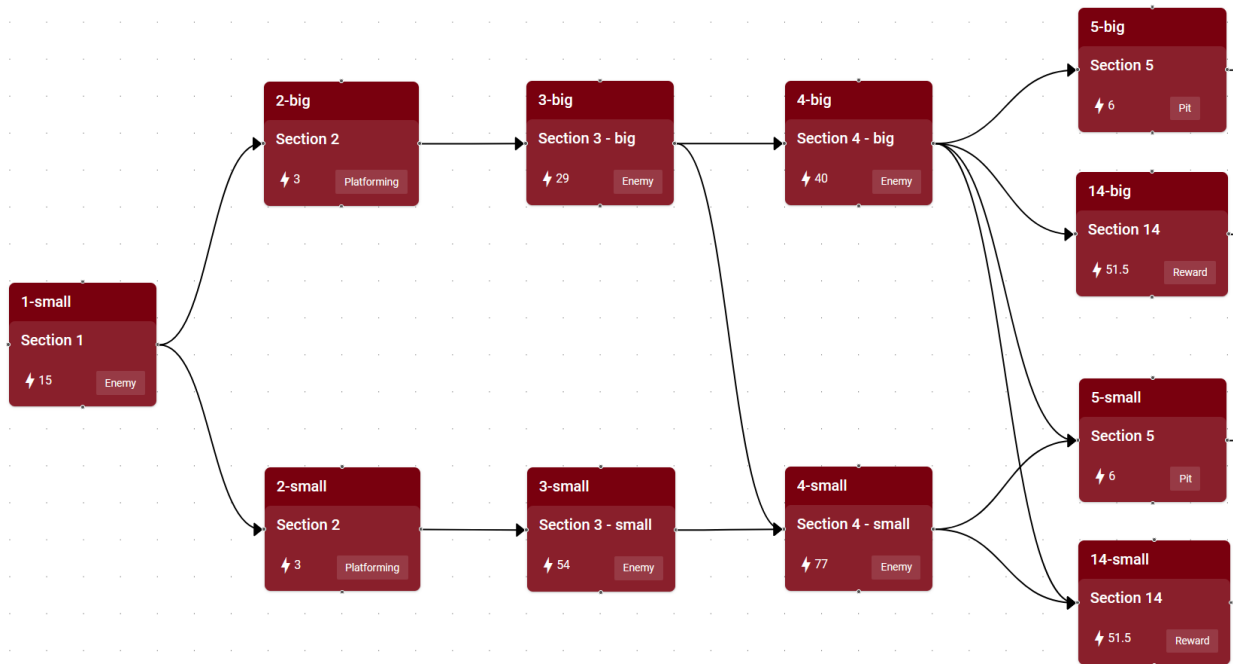 1-small
Section 1
15
Enemy
2-big
Section 2
3
Platforming
2-small
Section 2
3
Platforming
3-big
Section 3 - big
29
Enemy
3-small
Section 3 - small
54
Enemy
4-big
Section 4 - big
40
Enemy
4-small
Section 4 - small
77
Enemy
5-big
Section 5
6
Pit
14-big
Section 14
51.5
Reward
5-small
Section 5
6
Pit
14-small
Section 14
51.5
Reward